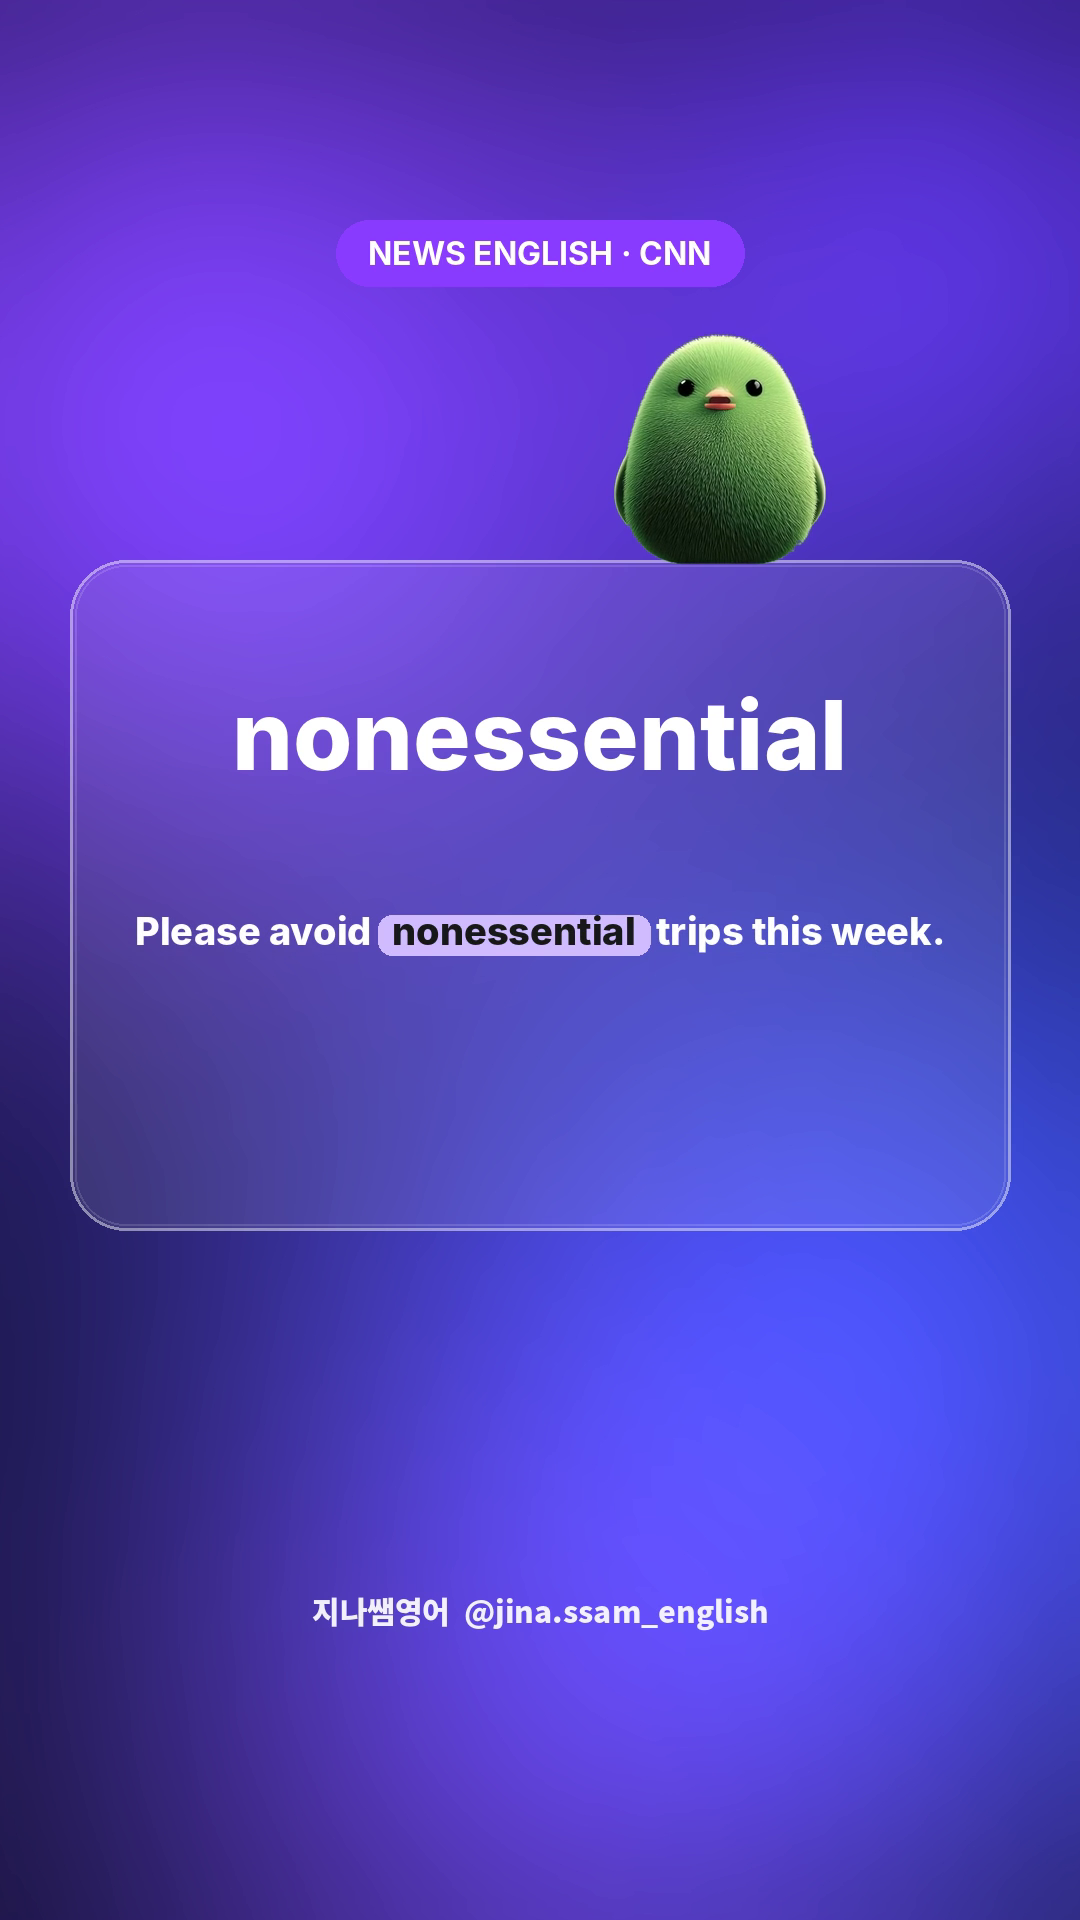 NEWS ENGLISH · CNN
nonessential
Please avoid nonessential trips this week.
지나쌤영어 @jina.ssam_english